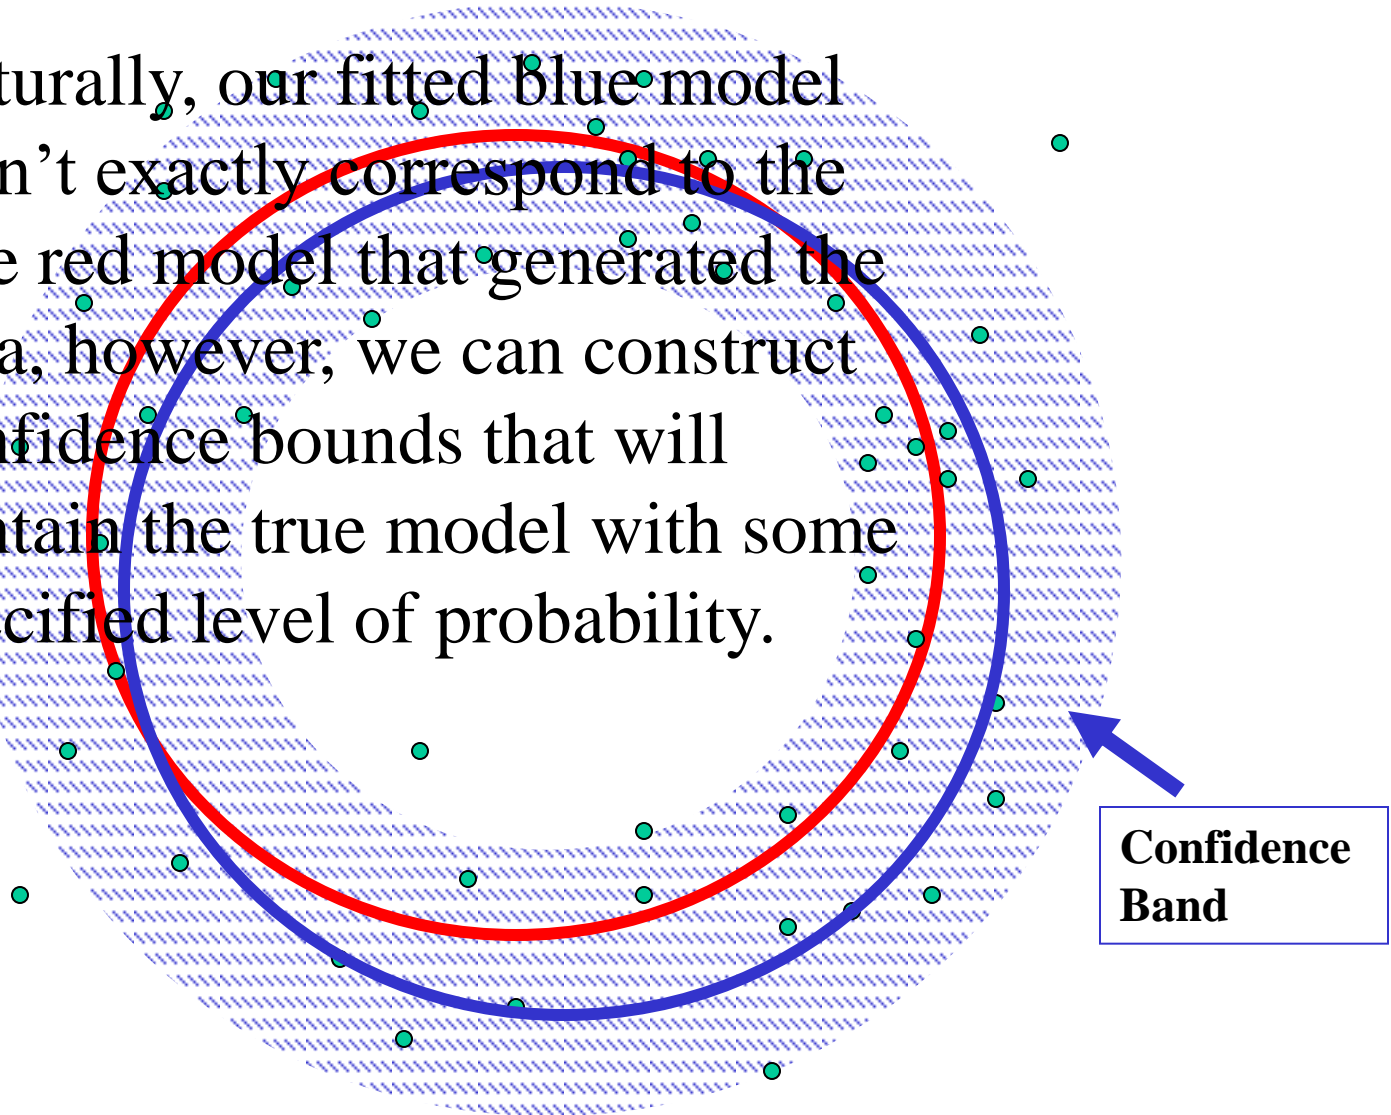 turally, our fitted blue model
n’t exactly correspond to the
e red model that generated the
a, however, we can construct
nfidence bounds that will
ntain the true model with some
cified level of probability.
Confidence
Band